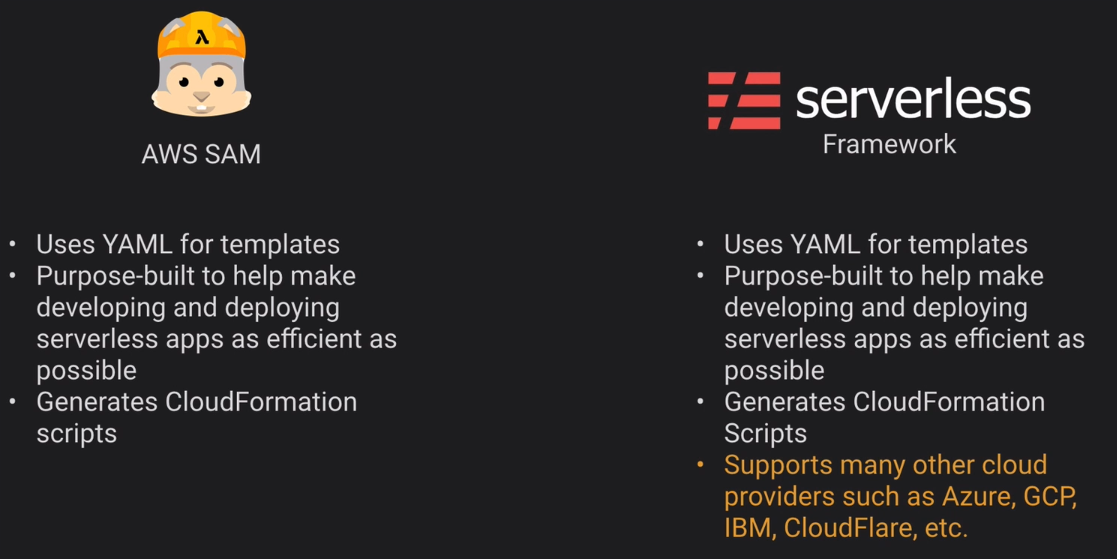 λ
AWS SAM
• Uses YAML for templates
• Purpose-built to help make
developing and deploying
serverless apps as efficient as
possible
• Generates CloudFormation
scripts
serverless
Framework
• Uses YAML for templates
• Purpose-built to help make
developing and deploying
serverless apps as efficient as
possible
• Generates CloudFormation
Scripts
• Supports many other cloud
providers such as Azure, GCP,
IBM, CloudFlare, etc.